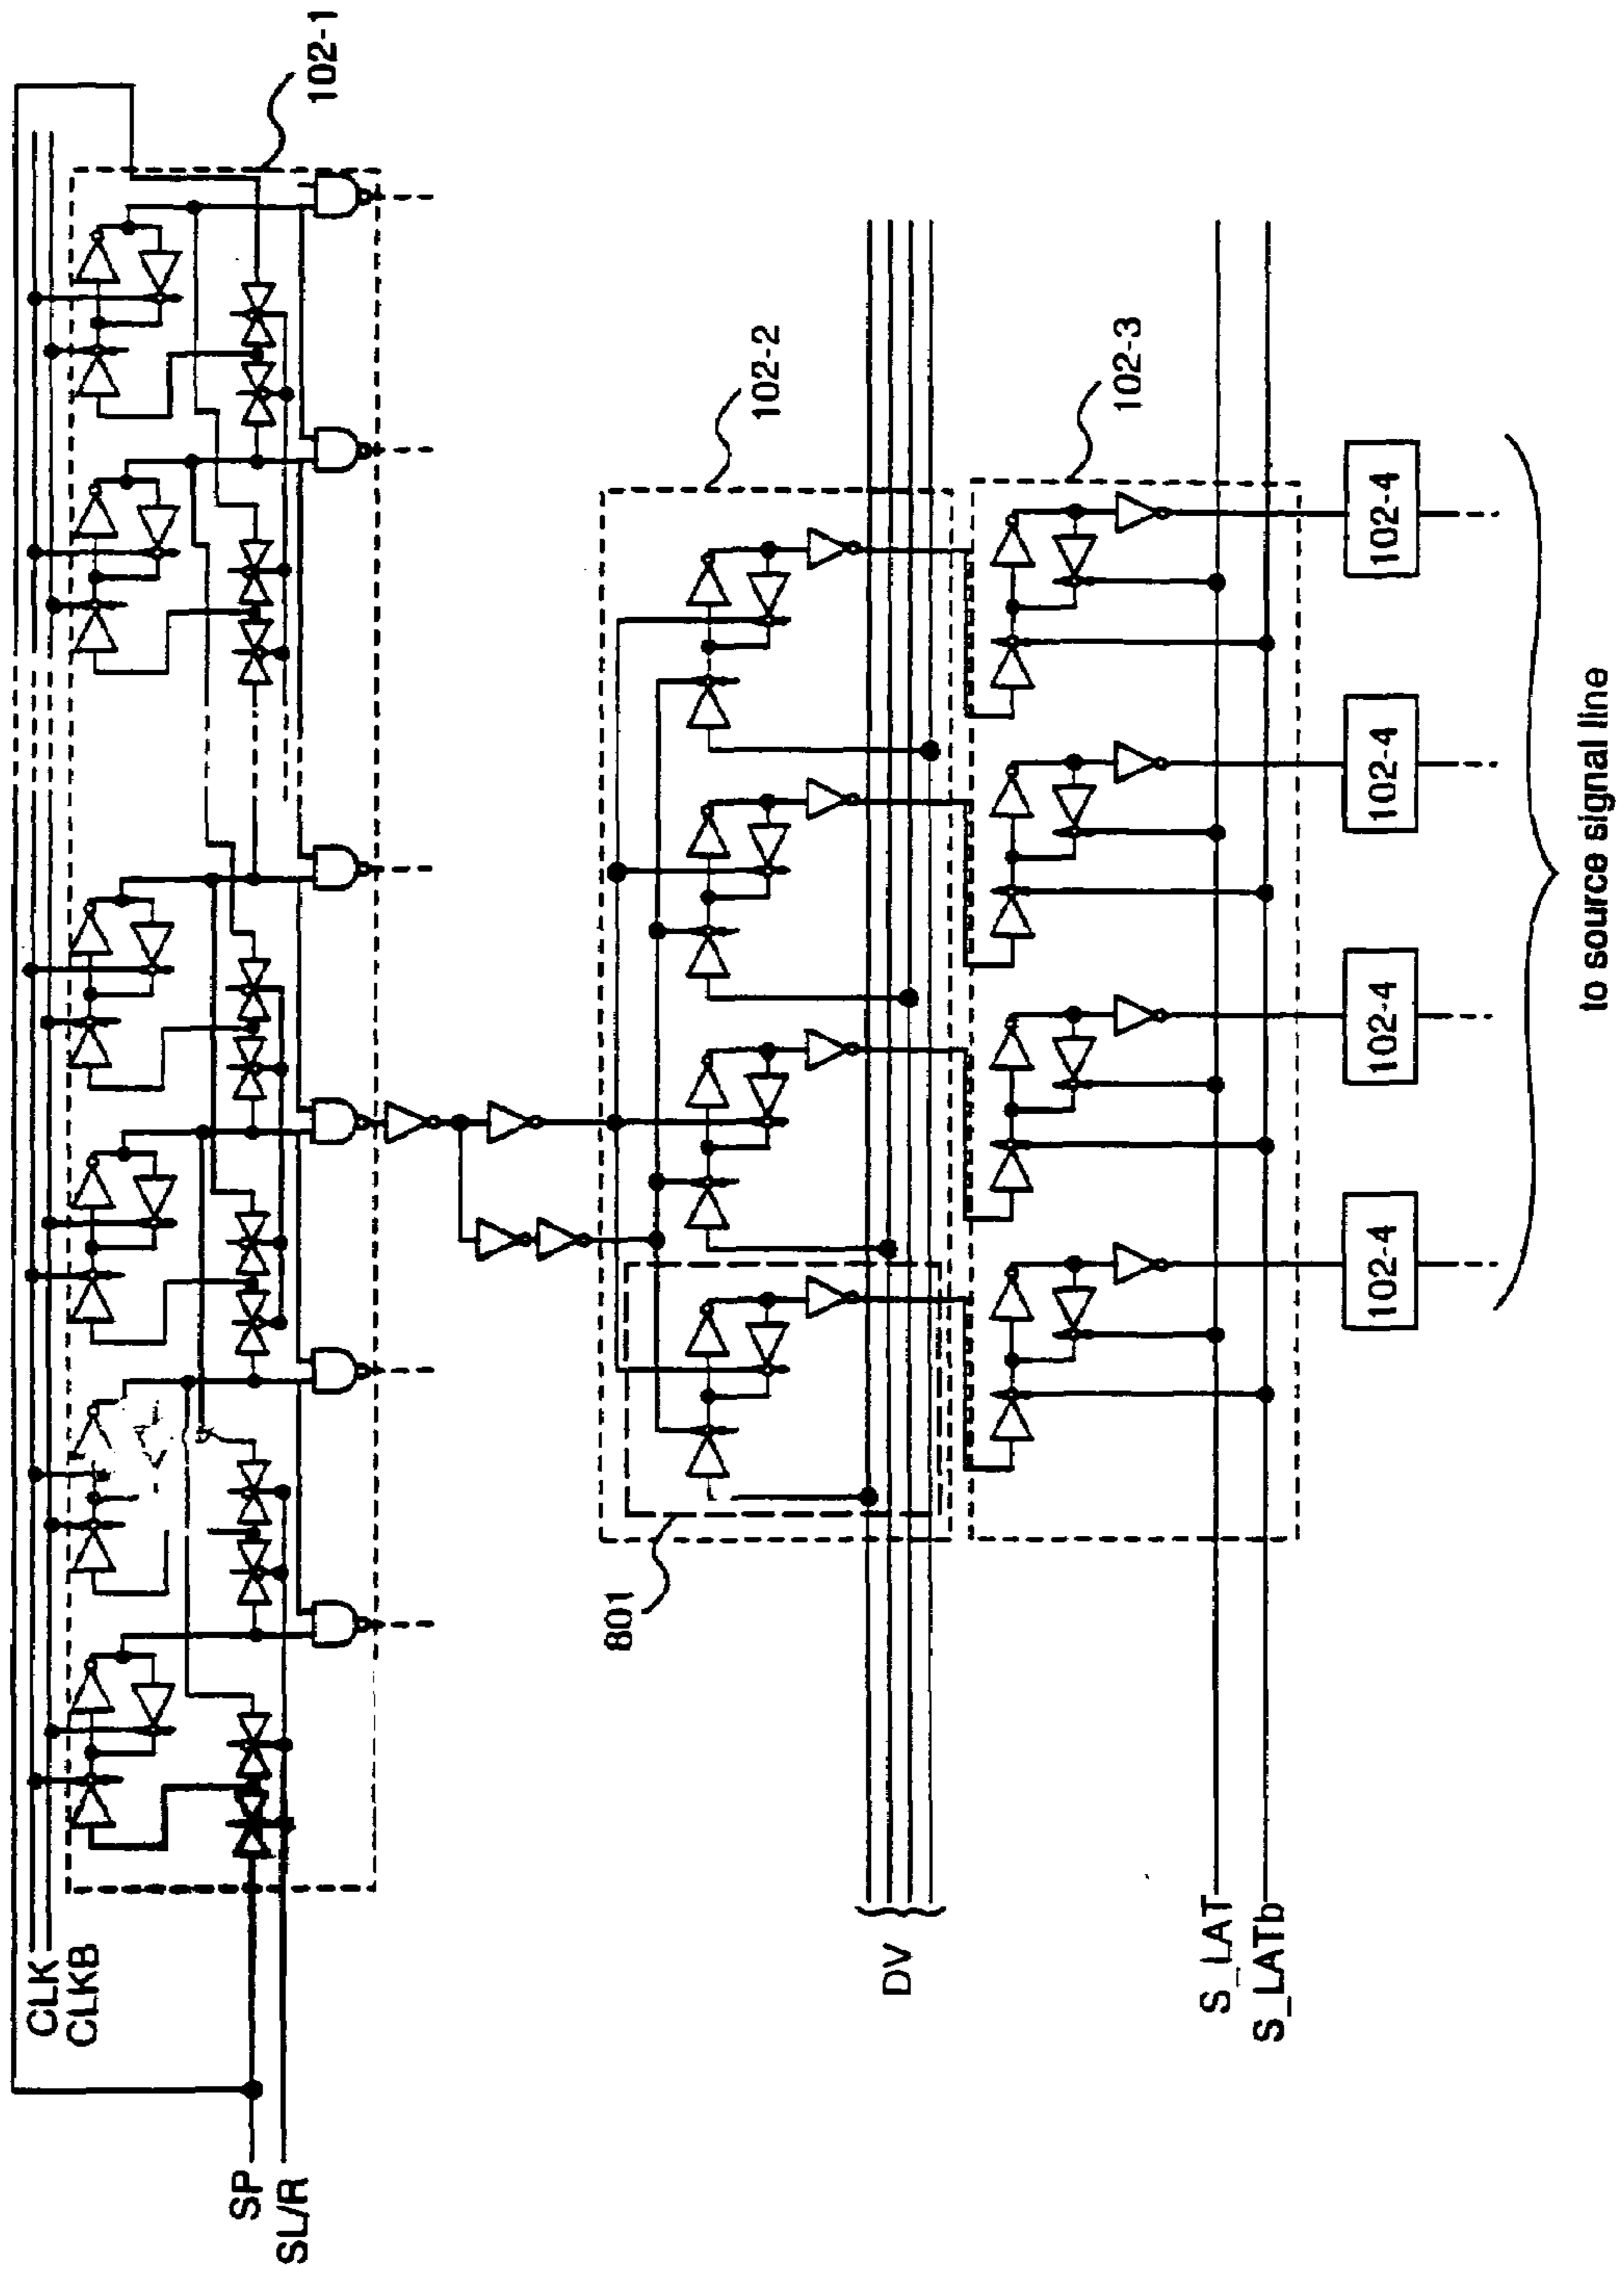 CLK
CLKB
SP
SL/R
102-1
102-2
801
DV
102-3
S_LAT
S_LATb
102-4
102-4
102-4
102-4
to source signal line